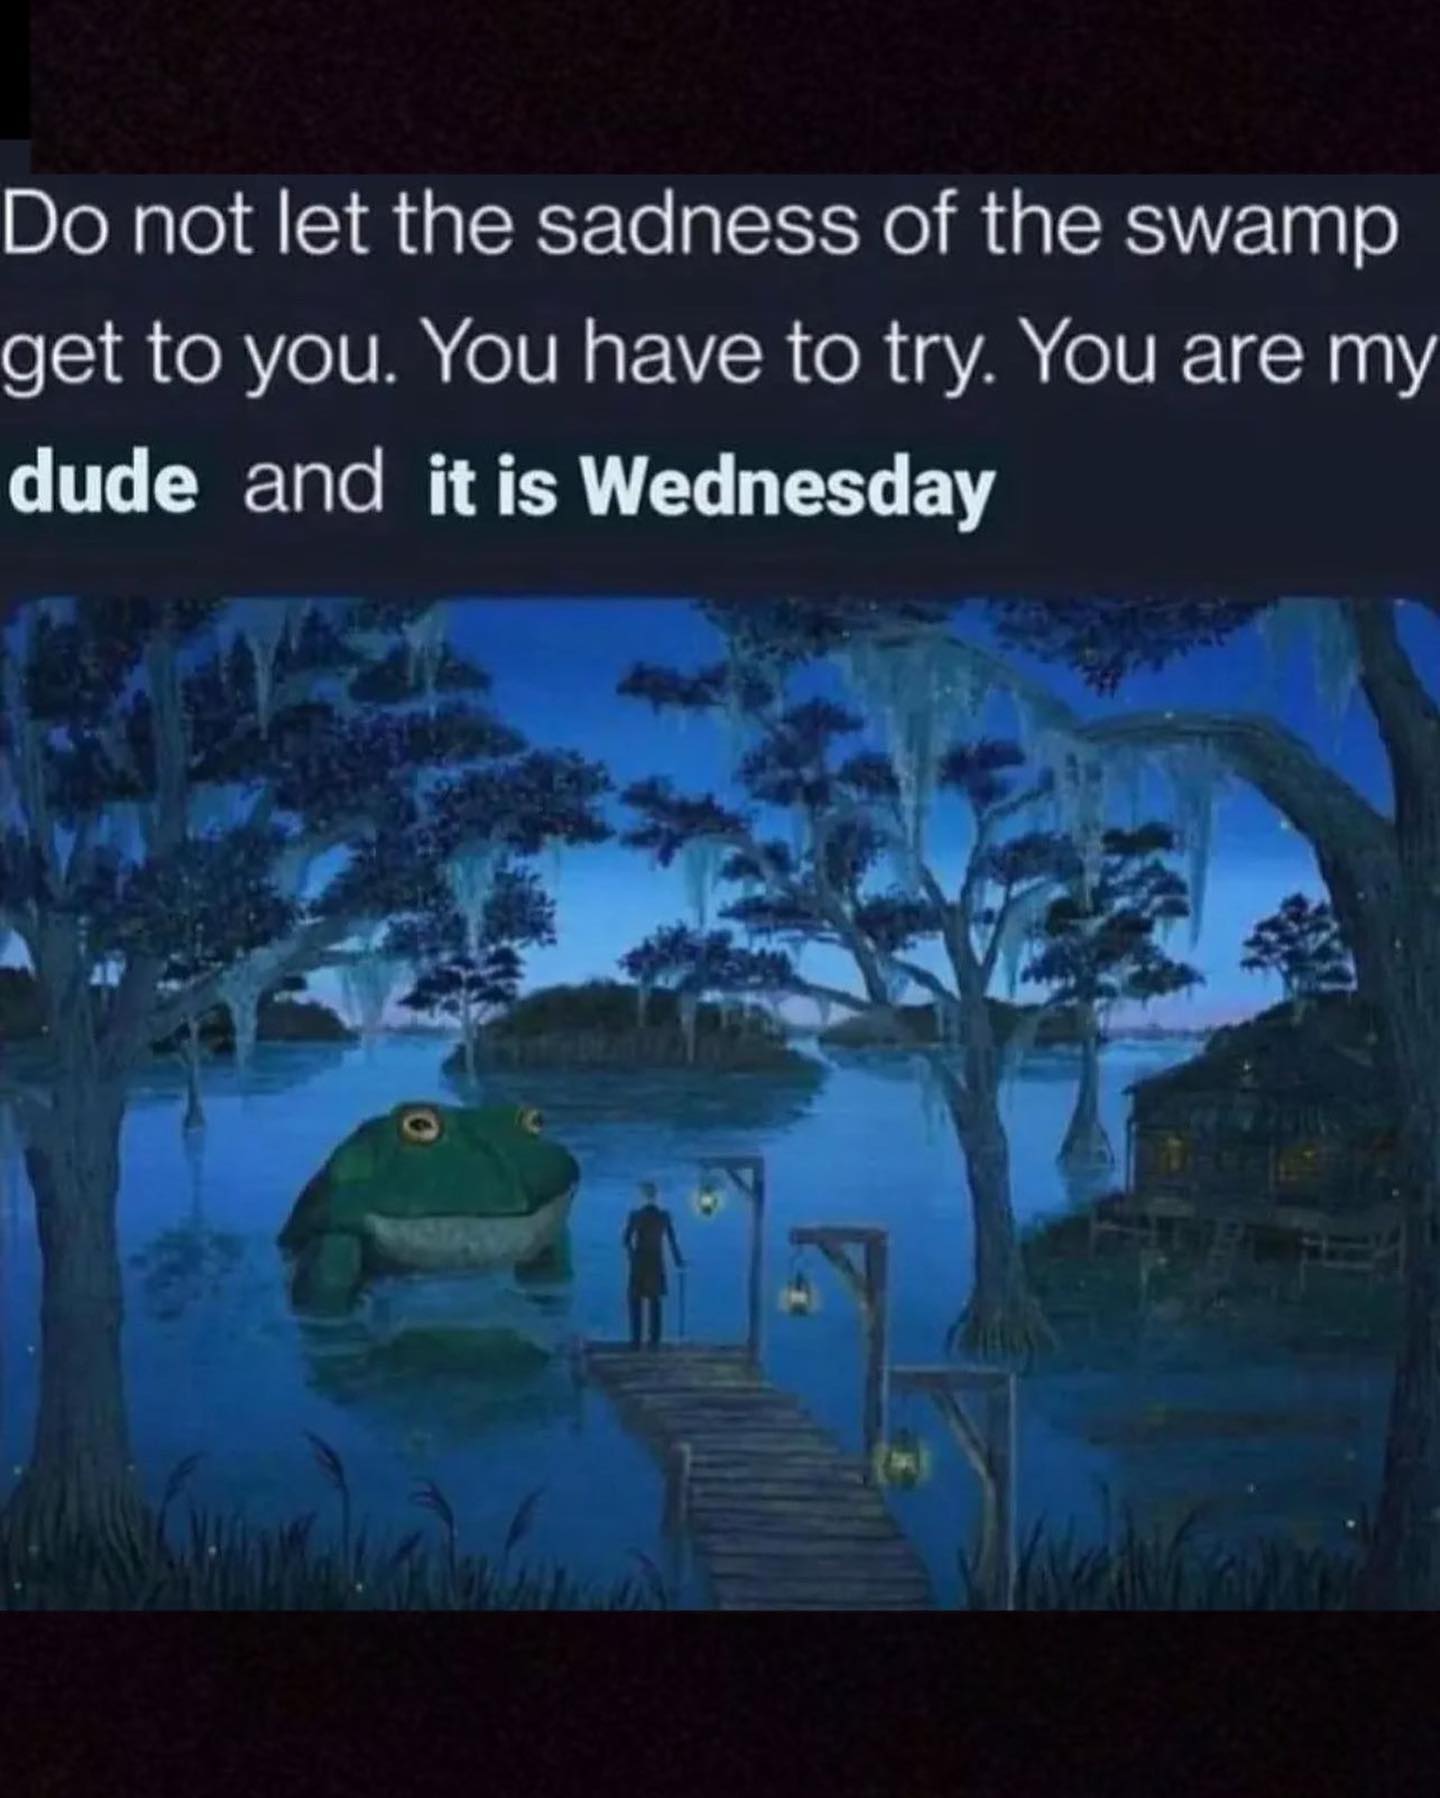 Do not let the sadness of the swamp
get to you. You have to try. You are my
dude and it is Wednesday